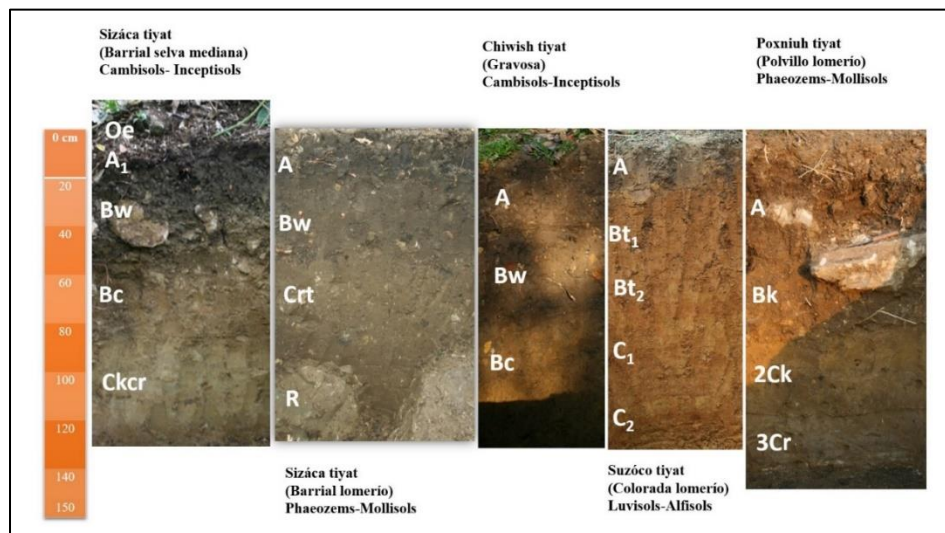 Sizáca tiyat
(Barrial selva mediana)
Cambisols- Inceptisols
Chiwish tiyat
(Gravosa)
Cambisols-Inceptisols
Poxniuh tiyat
(Polvillo lomerío)
Phaeozems-Mollisols
0 cm
20
40
60
80
100
120
140
150
Oe
A₁
Bw
Bc
Ckcr
A
Bw
Crt
R
A
Bw
Bc
A
Bt₁
Bt₂
C₁
C₂
A
Bk
2Ck
3Cr
Sizáca tiyat
(Barrial lomerío)
Phaeozems-Mollisols
Suzóco tiyat
(Colorada lomerío)
Luvisols-Alfisols